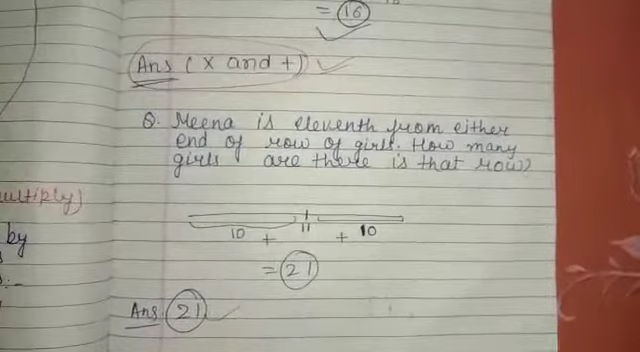 = 16
Ans (x and +)
Q. Meena is eleventh from either
end of row of girls. How many
girls are there is that row?
ultiply)
by
10 + 11 + 10
= 21
Ans. 21